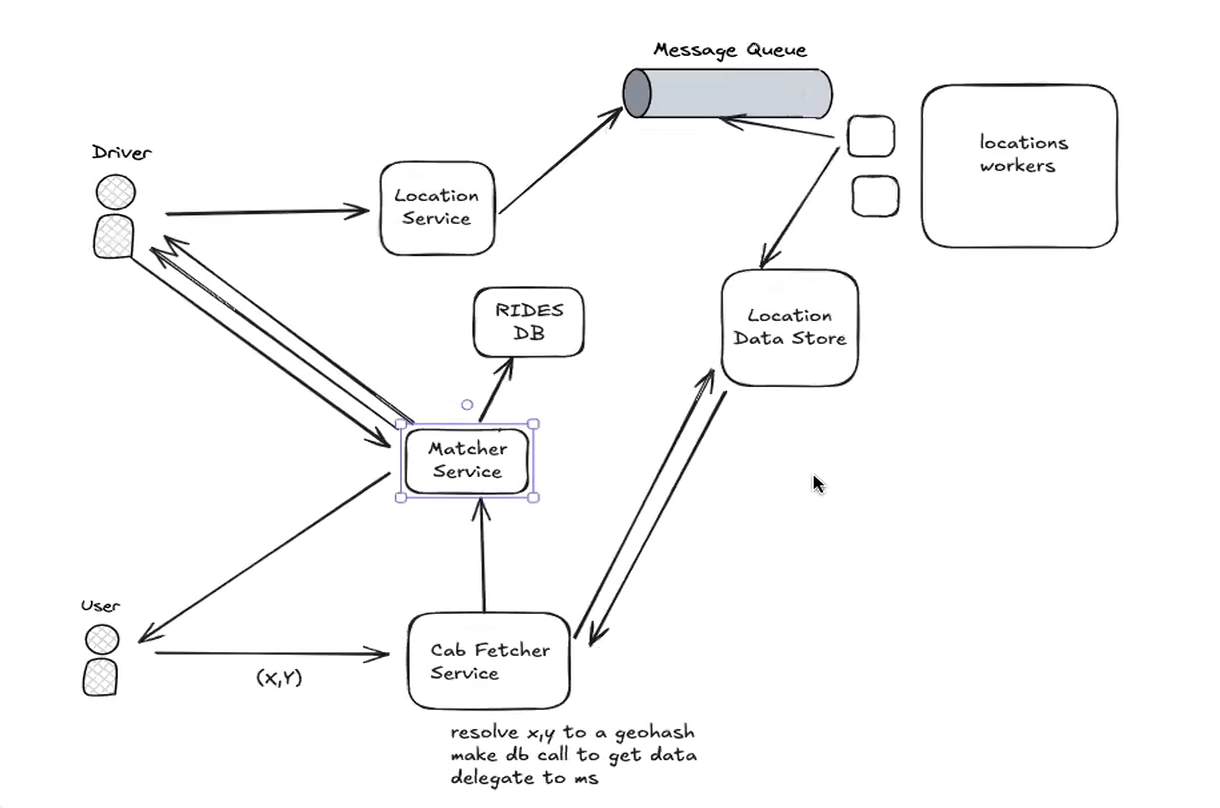 Message Queue
Driver
Location
Service
locations
workers
RIDES
DB
Location
Data Store
Matcher
Service
User
(X,Y)
Cab Fetcher
Service
resolve x,y to a geohash
make db call to get data
delegate to ms